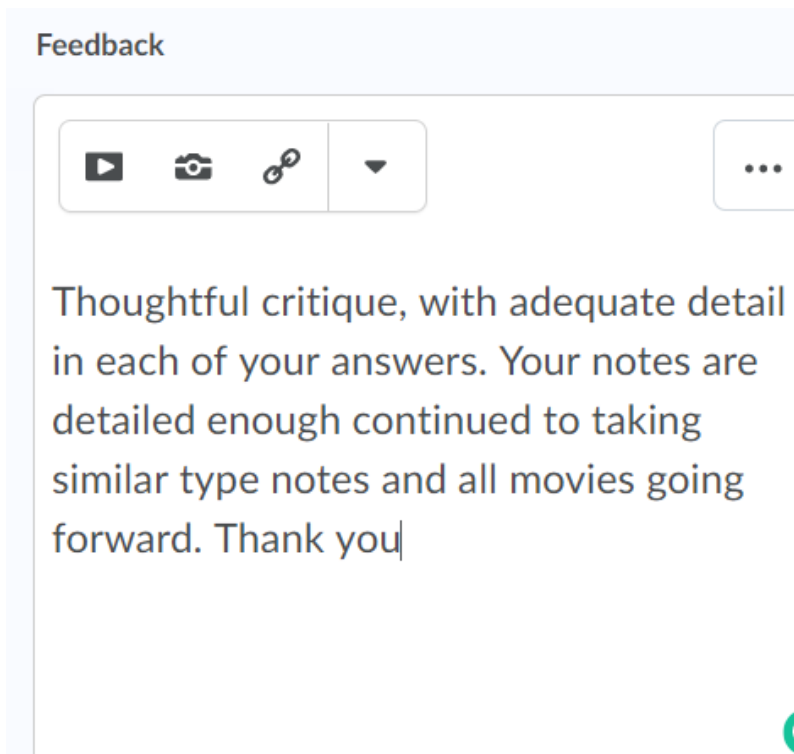 Feedback
Thoughtful critique, with adequate detail
in each of your answers. Your notes are
detailed enough continued to taking
similar type notes and all movies going
forward. Thank you